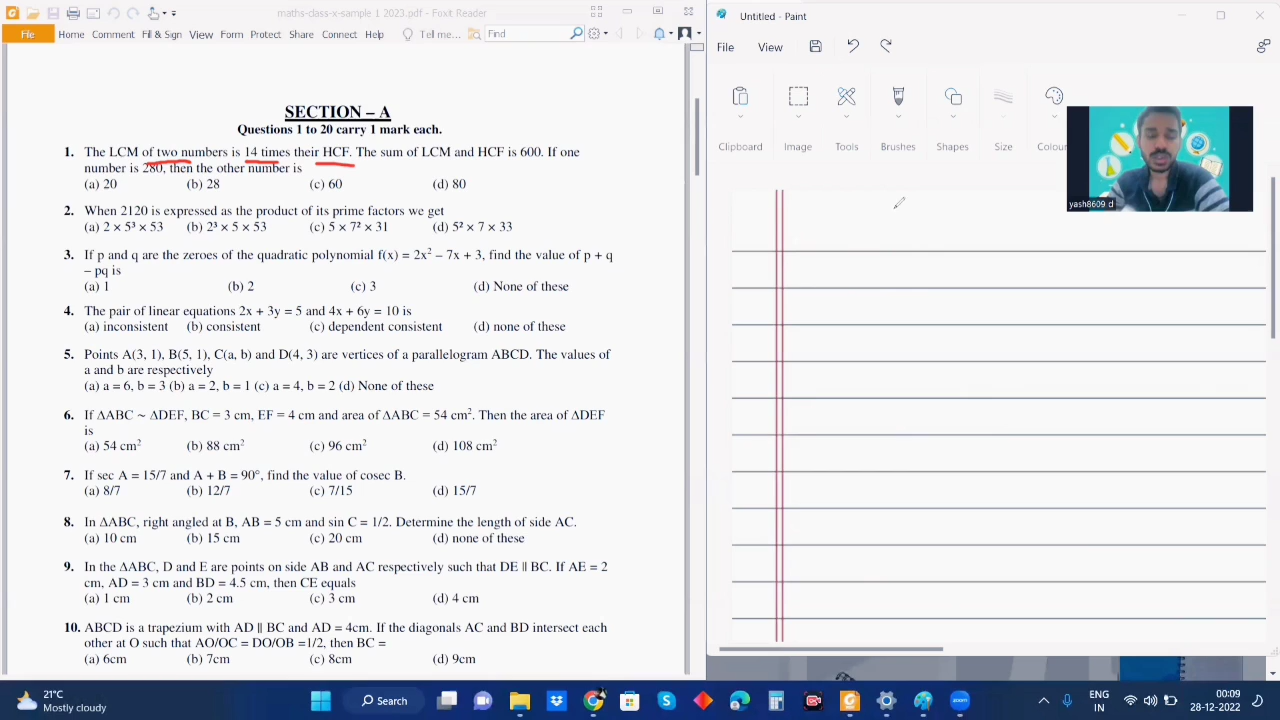 maths-class-x-sample 1 2023.pdf - Foxit Reader
File Home Comment Fill & Sign View Form Protect Share Connect Help Tell me... Find
SECTION – A
Questions 1 to 20 carry 1 mark each.
1. The LCM of two numbers is 14 times their HCF. The sum of LCM and HCF is 600. If one
number is 280, then the other number is
(a) 20 (b) 28 (c) 60 (d) 80
2. When 2120 is expressed as the product of its prime factors we get
(a) 2 × 5³ × 53 (b) 2³ × 5 × 53 (c) 5 × 7² × 31 (d) 5² × 7 × 33
3. If p and q are the zeroes of the quadratic polynomial f(x) = 2x² – 7x + 3, find the value of p + q
– pq is
(a) 1 (b) 2 (c) 3 (d) None of these
4. The pair of linear equations 2x + 3y = 5 and 4x + 6y = 10 is
(a) inconsistent (b) consistent (c) dependent consistent (d) none of these
5. Points A(3, 1), B(5, 1), C(a, b) and D(4, 3) are vertices of a parallelogram ABCD. The values of
a and b are respectively
(a) a = 6, b = 3 (b) a = 2, b = 1 (c) a = 4, b = 2 (d) None of these
6. If ΔABC ~ ΔDEF, BC = 3 cm, EF = 4 cm and area of ΔABC = 54 cm². Then the area of ΔDEF
is
(a) 54 cm² (b) 88 cm² (c) 96 cm² (d) 108 cm²
7. If sec A = 15/7 and A + B = 90°, find the value of cosec B.
(a) 8/7 (b) 12/7 (c) 7/15 (d) 15/7
8. In ΔABC, right angled at B, AB = 5 cm and sin C = 1/2. Determine the length of side AC.
(a) 10 cm (b) 15 cm (c) 20 cm (d) none of these
9. In the ΔABC, D and E are points on side AB and AC respectively such that DE || BC. If AE = 2
cm, AD = 3 cm and BD = 4.5 cm, then CE equals
(a) 1 cm (b) 2 cm (c) 3 cm (d) 4 cm
10. ABCD is a trapezium with AD || BC and AD = 4cm. If the diagonals AC and BD intersect each
other at O such that AO/OC = DO/OB =1/2, then BC =
(a) 6cm (b) 7cm (c) 8cm (d) 9cm
Untitled - Paint
File View
Clipboard Image Tools Brushes Shapes Size Colou
yash8609 d
21°C
Mostly cloudy
Search
ENG
IN
00:09
28-12-2022